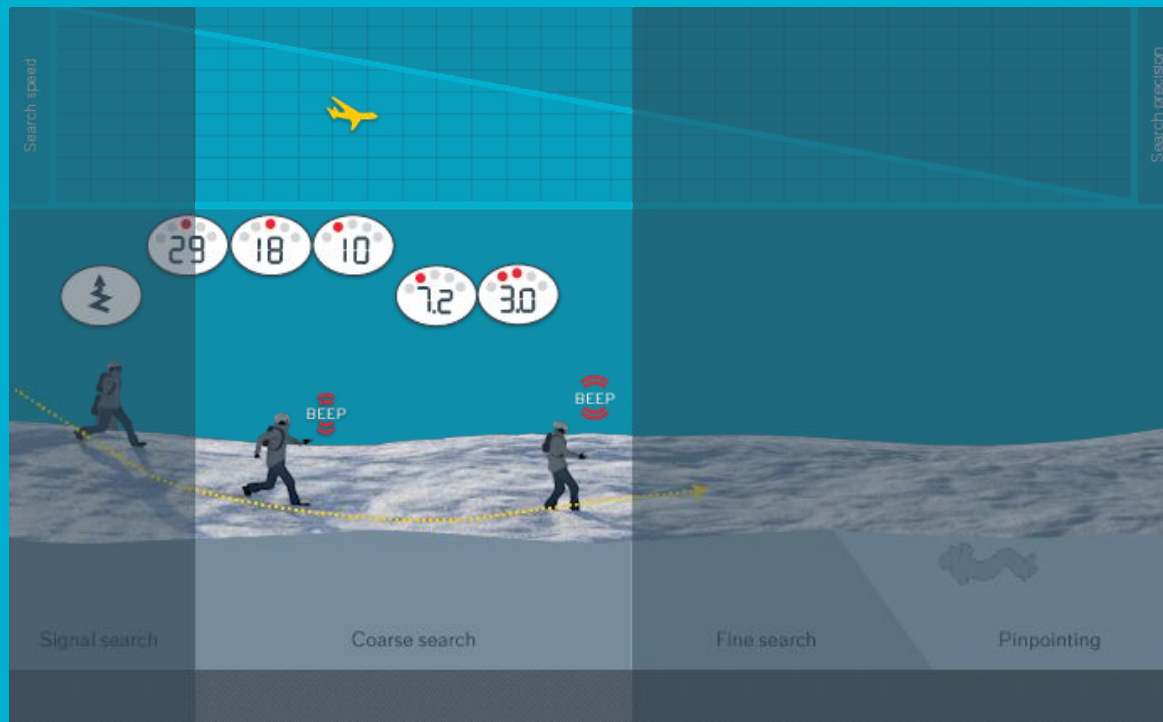 Search speed
Search precision
29
18
10
7.2
3.0
BEEP
BEEP
Signal search
Coarse search
Fine search
Pinpointing